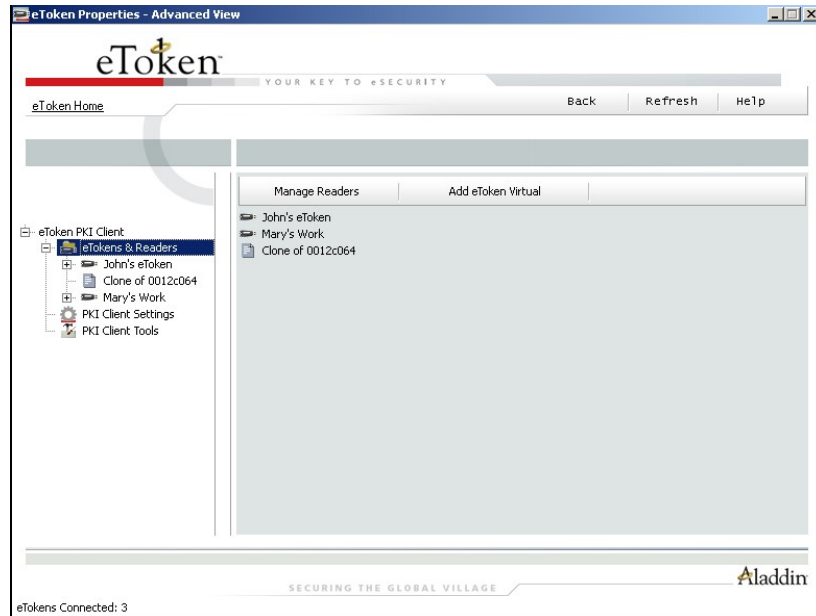 eToken Properties - Advanced View
eToken™
YOUR KEY TO eSECURITY
eToken Home
Back
Refresh
Help
Manage Readers
Add eToken Virtual
eToken PKI Client
eTokens & Readers
John's eToken
Clone of 0012c064
Mary's Work
PKI Client Settings
PKI Client Tools
John's eToken
Mary's Work
Clone of 0012c064
SECURING THE GLOBAL VILLAGE
Aladdin
eTokens Connected: 3